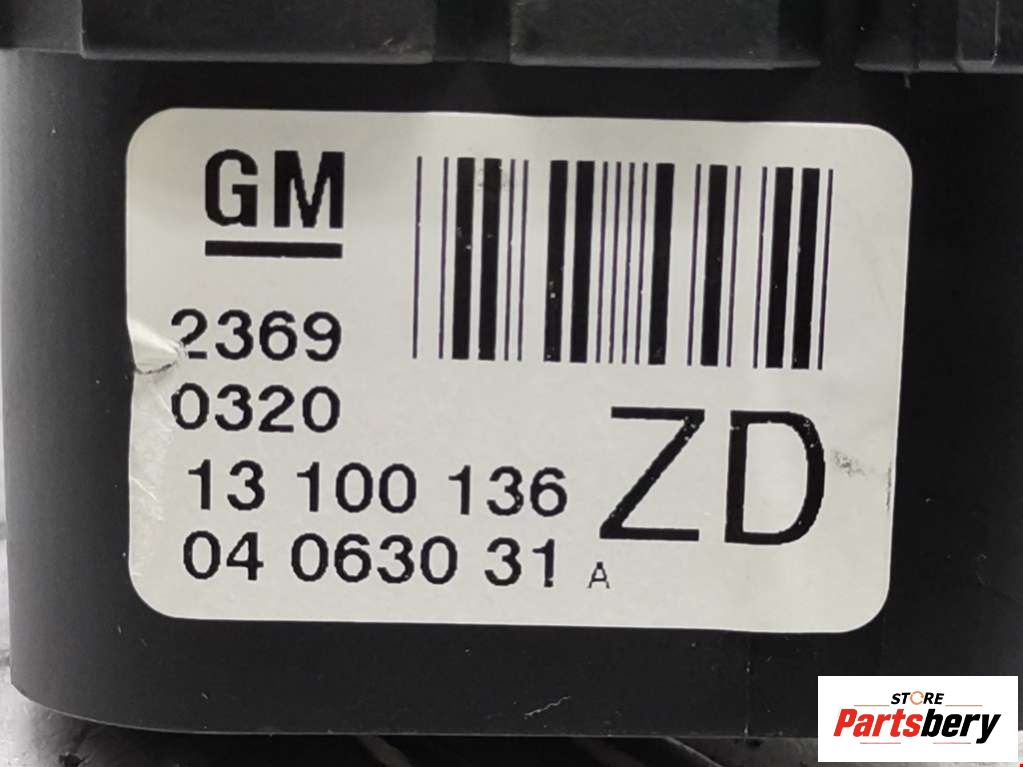 GM
2369
0320
13 100 136
04 0630 31 A
ZD
STORE
Partsbery